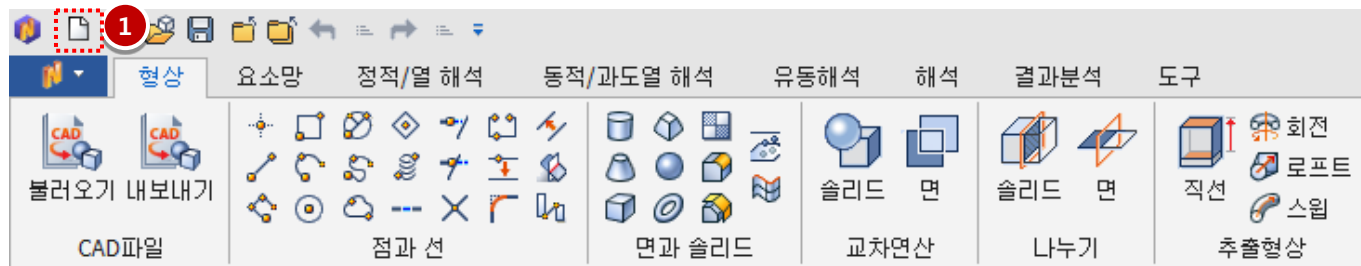 1
형상 요소망 정적/열 해석 동적/과도열 해석 유동해석 해석 결과분석 도구
CAD CAD
불러오기 내보내기 솔리드 면 솔리드 면 직선 회전
로프트
스윕
CAD파일 점과 선 면과 솔리드 교차연산 나누기 추출형상